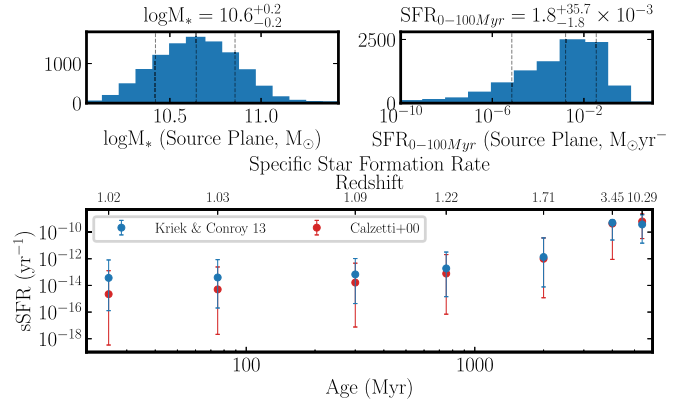 logM* = 10.6+0.2 −0.2
SFR0−100Myr = 1.8+35.7 −1.8 × 10−3
1000
0
10.5 11.0
logM* (Source Plane, M⊙)
2500
0
10−10 10−6 10−2
SFR0−100Myr (Source Plane, M⊙yr−
Specific Star Formation Rate
Redshift
1.02 1.03 1.09 1.22 1.71 3.45 10.29
Kriek & Conroy 13 Calzetti+00
sSFR (yr−1)
10−10
10−12
10−14
10−16
10−18
100 1000
Age (Myr)